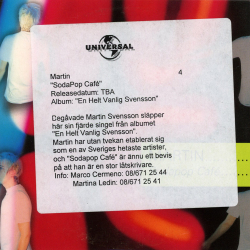 UNIVERSAL
Martin 4
"SodaPop Café"
Releasedatum: TBA
Album: "En Helt Vanlig Svensson"
Degåvade Martin Svensson släpper
här sin fjärde singel från albumet
"En Helt Vanlig Svensson".
Martin har utan tvekan etablerat sig
som en av Sveriges hetaste artister,
och "Sodapop Café" är ännu ett bevis
på att han är en stor låtskrivare.
Info: Marco Cermeno: 08/671 25 44
Martina Ledin: 08/671 25 41